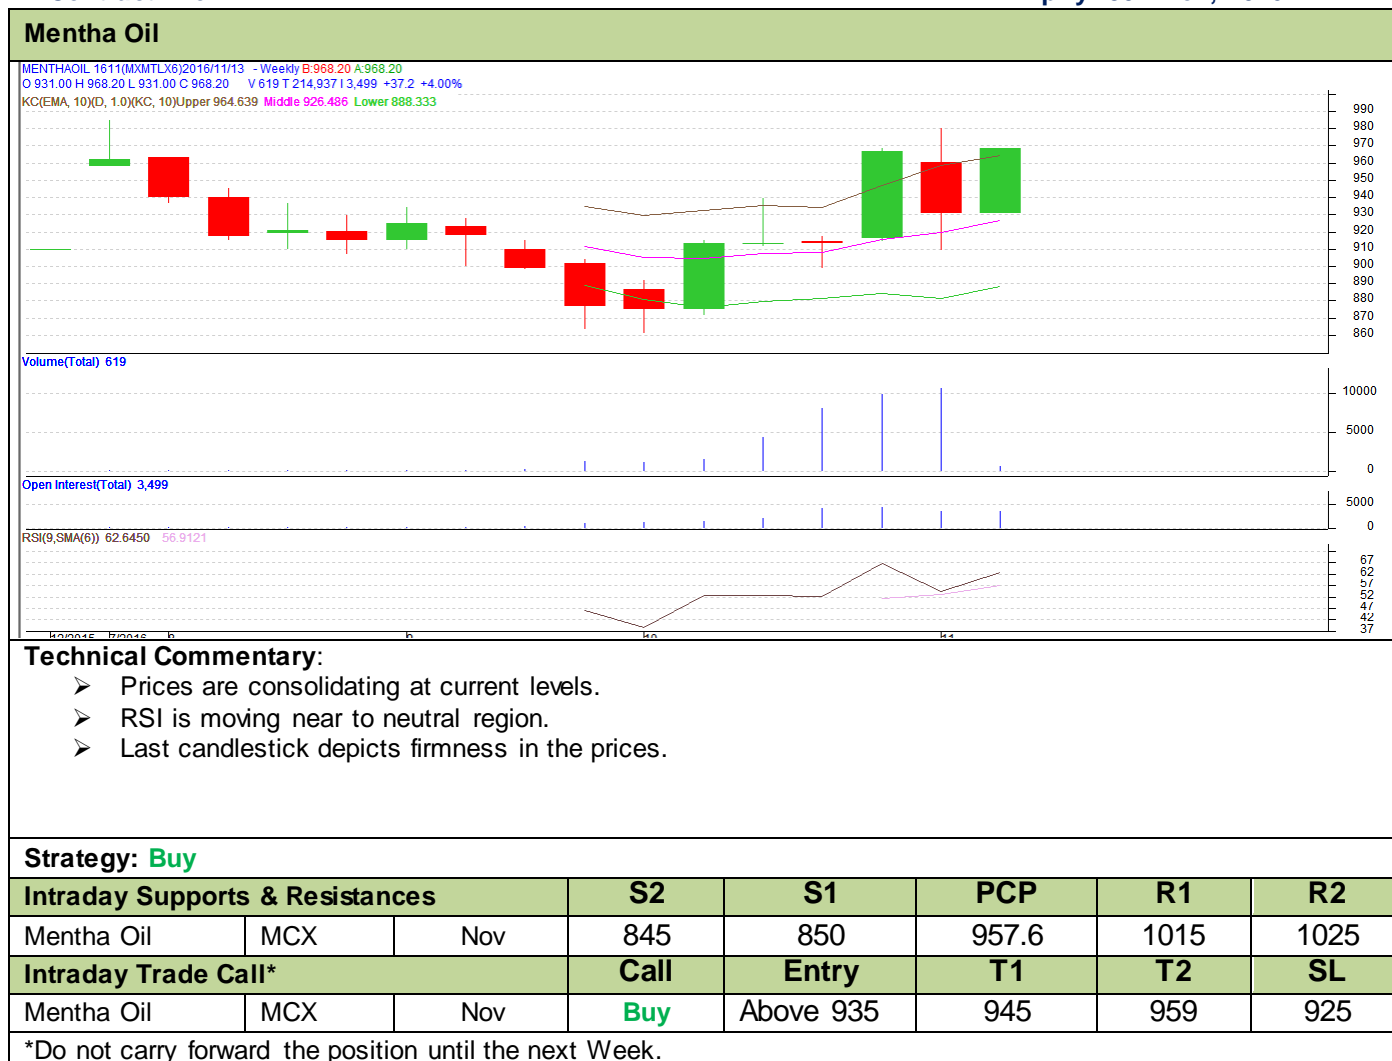 Mentha Oil
MENTHAOIL 1611(MXMTLX6)2016/11/13 - Weekly B:968.20 A:968.20
O 931.00 H 968.20 L 931.00 C 968.20 V 619 T 214,937 I 3,499 +37.2 +4.00%
KC(EMA, 10)(D, 1.0)(KC, 10)Upper 964.639 Middle 926.486 Lower 888.333
990
980
970
960
950
940
930
920
910
900
890
880
870
860
Volume(Total) 619
10000
5000
0
Open Interest(Total) 3,499
5000
0
RSI(9,SMA(6)) 62.6450 56.9121
67
62
57
52
47
42
37
12/2015 7/2016 8 9 10 11
Technical Commentary:
➢ Prices are consolidating at current levels.
➢ RSI is moving near to neutral region.
➢ Last candlestick depicts firmness in the prices.
Strategy: Buy
Intraday Supports & Resistances S2 S1 PCP R1 R2
Mentha Oil MCX Nov 845 850 957.6 1015 1025
Intraday Trade Call* Call Entry T1 T2 SL
Mentha Oil MCX Nov Buy Above 935 945 959 925
*Do not carry forward the position until the next Week.